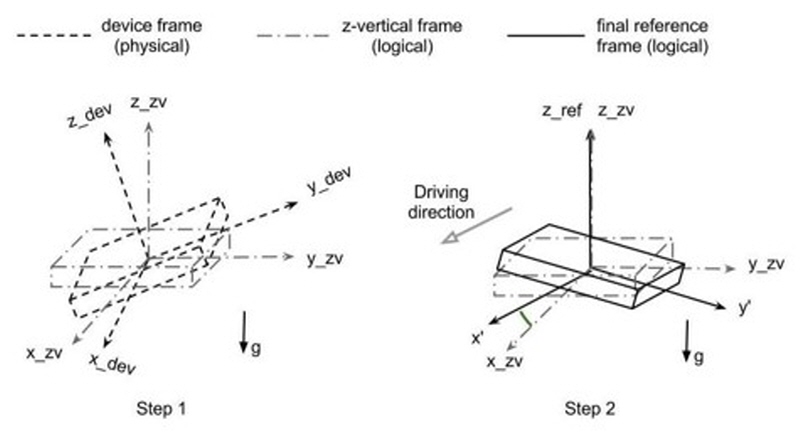 device frame
(physical)
z-vertical frame
(logical)
final reference
frame (logical)
z_dev
z_zv
y_dev
y_zv
x_zv
x_dev
g
Step 1
z_ref z_zv
Driving
direction
y_zv
y'
x'
x_zv
g
Step 2